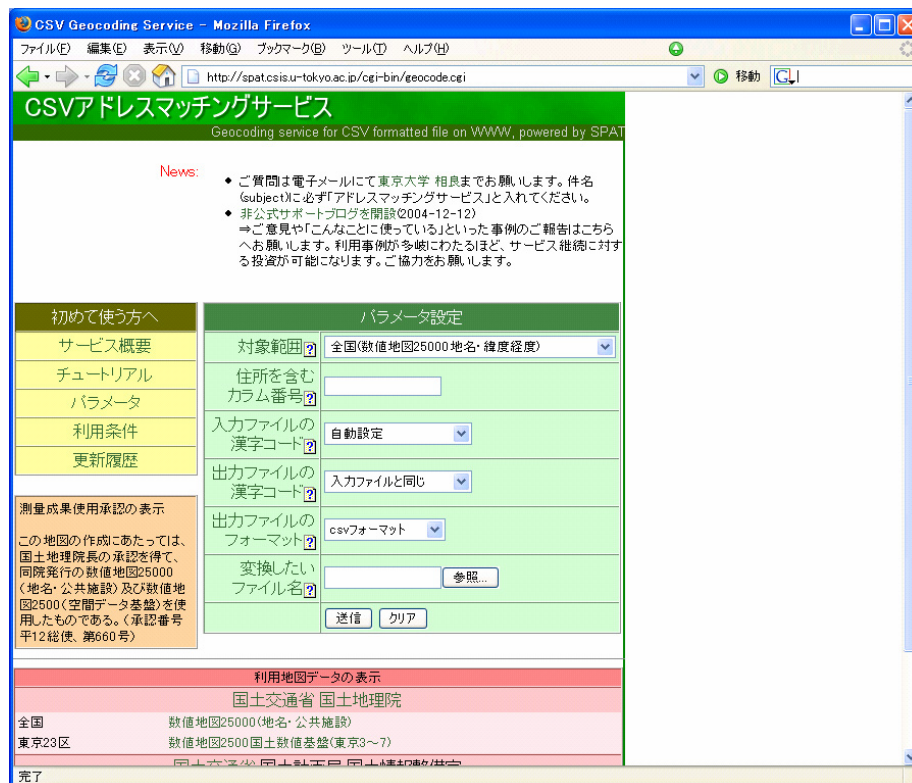 CSV Geocoding Service - Mozilla Firefox
ファイル(F) 編集(E) 表示(V) 移動(G) ブックマーク(B) ツール(T) ヘルプ(H)
http://spat.csis.u-tokyo.ac.jp/cgi-bin/geocode.cgi
移動
CSVアドレスマッチングサービス
Geocoding service for CSV formatted file on WWW, powered by SPAT
News:
◆ ご質問は電子メールにて東京大学 相良までお願いします。件名
(subject)に必ず「アドレスマッチングサービス」と入れてください。
◆ 非公式サポートブログを開設(2004-12-12)
⇒ご意見や「こんなことに使っている」といった事例のご報告はこちら
へお願いします。利用事例が多岐にわたるほど、サービス継続に対す
る投資が可能になります。ご協力をお願いします。
初めて使う方へ
サービス概要
チュートリアル
パラメータ
利用条件
更新履歴
測量成果使用承認の表示
この地図の作成にあたっては、
国土地理院長の承認を得て、
同院発行の数値地図25000
(地名・公共施設)及び数値地
図2500(空間データ基盤)を使
用したものである。(承認番号
平12総使、第660号)
パラメータ設定
対象範囲? 全国(数値地図25000地名・緯度経度)
住所を含む
カラム番号?
入力ファイルの
漢字コード? 自動設定
出力ファイルの
漢字コード? 入力ファイルと同じ
出力ファイルの
フォーマット? csvフォーマット
変換したい
ファイル名? 参照...
送信 クリア
利用地図データの表示
国土交通省 国土地理院
全国 数値地図25000(地名・公共施設)
東京23区 数値地図2500国土数値基盤(東京3～7)
国土交通省 国土計画局 国土情報整備室
完了